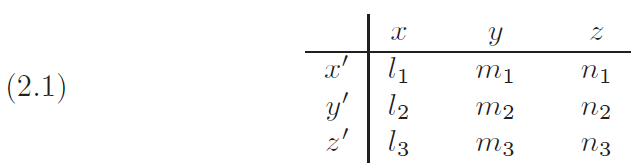 x y z
(2.1) x′ l₁ m₁ n₁
y′ l₂ m₂ n₂
z′ l₃ m₃ n₃